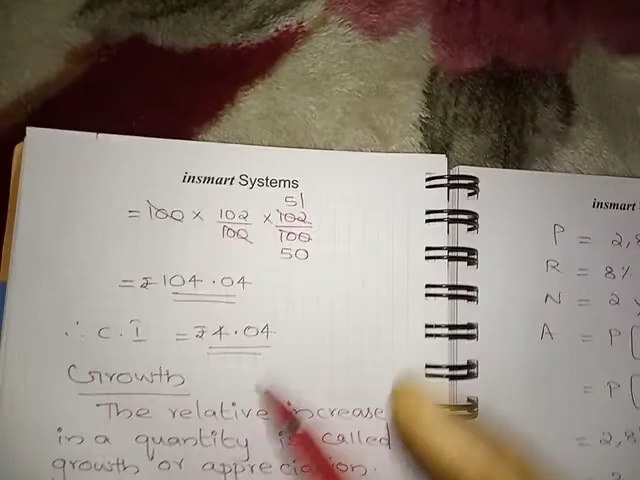 insmart Systems
= 100 × 102/100 × 102/100 51 50
= ₹104.04
∴ C.I = ₹4.04
Growth
The relative increase
in a quantity is called
growth or appreciation.
insmart
P = 2,8
R = 8%
N = 2
A = P[
= P[
= 2,8